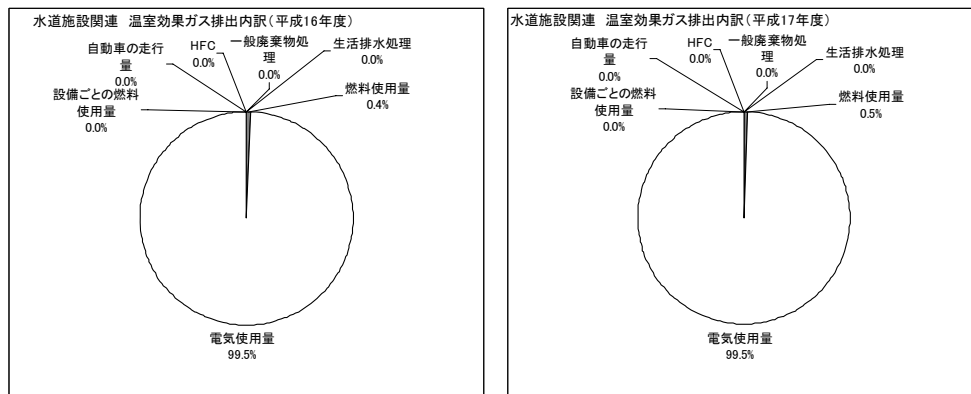 水道施設関連　温室効果ガス排出内訳(平成16年度)
自動車の走行
量
0.0%
HFC
0.0%
一般廃棄物処
理
0.0%
生活排水処理
0.0%
設備ごとの燃料
使用量
0.0%
燃料使用量
0.4%
電気使用量
99.5%
水道施設関連　温室効果ガス排出内訳(平成17年度)
自動車の走行
量
0.0%
HFC
0.0%
一般廃棄物処
理
0.0%
生活排水処理
0.0%
設備ごとの燃料
使用量
0.0%
燃料使用量
0.5%
電気使用量
99.5%